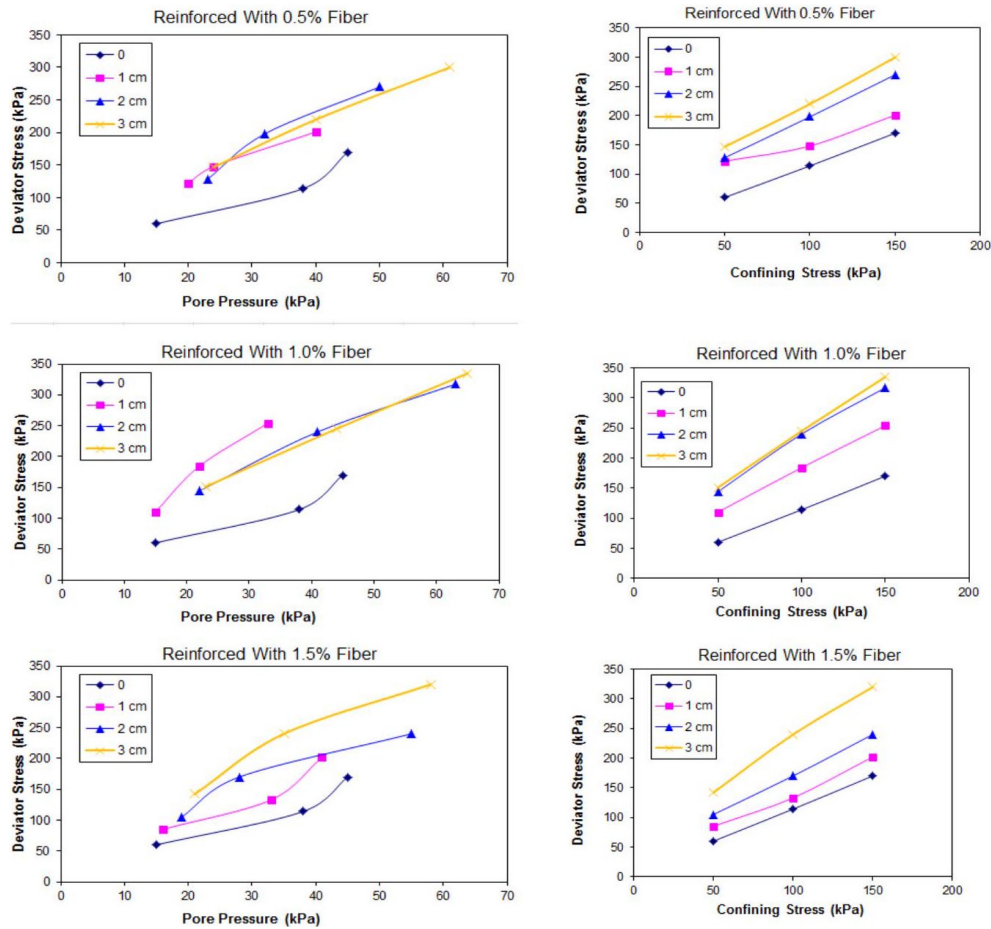 Reinforced With 0.5% Fiber
Deviator Stress (kPa)
350
300
250
200
150
100
50
0
0
1 cm
2 cm
3 cm
0 10 20 30 40 50 60 70
Pore Pressure (kPa)
Reinforced With 0.5% Fiber
Deviator Stress (kPa)
350
300
250
200
150
100
50
0
0
1 cm
2 cm
3 cm
0 50 100 150 200
Confining Stress (kPa)
Reinforced With 1.0% Fiber
Deviator Stress (kPa)
350
300
250
200
150
100
50
0
0
1 cm
2 cm
3 cm
0 10 20 30 40 50 60 70
Pore Pressure (kPa)
Reinforced With 1.0% Fiber
Deviator Stress (kPa)
350
300
250
200
150
100
50
0
0
1 cm
2 cm
3 cm
0 50 100 150 200
Confining Stress (kPa)
Reinforced With 1.5% Fiber
Deviator Stress (kPa)
350
300
250
200
150
100
50
0
0
1 cm
2 cm
3 cm
0 10 20 30 40 50 60 70
Pore Pressure (kPa)
Reinforced With 1.5% Fiber
Deviator Stress (kPa)
350
300
250
200
150
100
50
0
0
1 cm
2 cm
3 cm
0 50 100 150 200
Confining Stress (kPa)